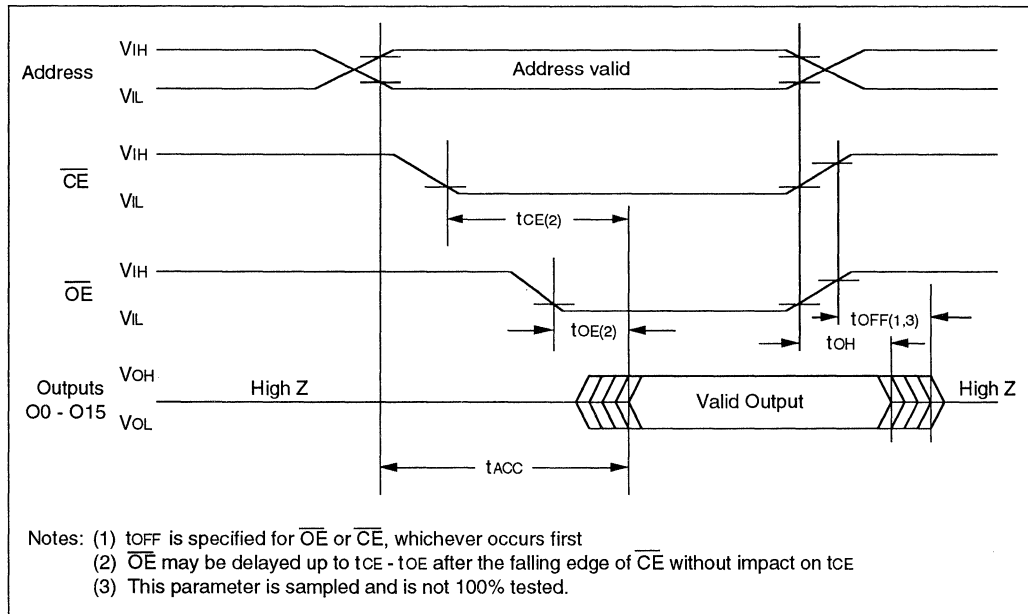 Address
VIH
VIL
Address valid
CE
VIH
VIL
tCE(2)
OE
VIH
VIL
tOE(2)
tOFF(1,3)
tOH
Outputs
O0 - O15
VOH
VOL
High Z
Valid Output
High Z
tACC
Notes: (1) tOFF is specified for OE or CE, whichever occurs first
(2) OE may be delayed up to tCE - tOE after the falling edge of CE without impact on tCE
(3) This parameter is sampled and is not 100% tested.